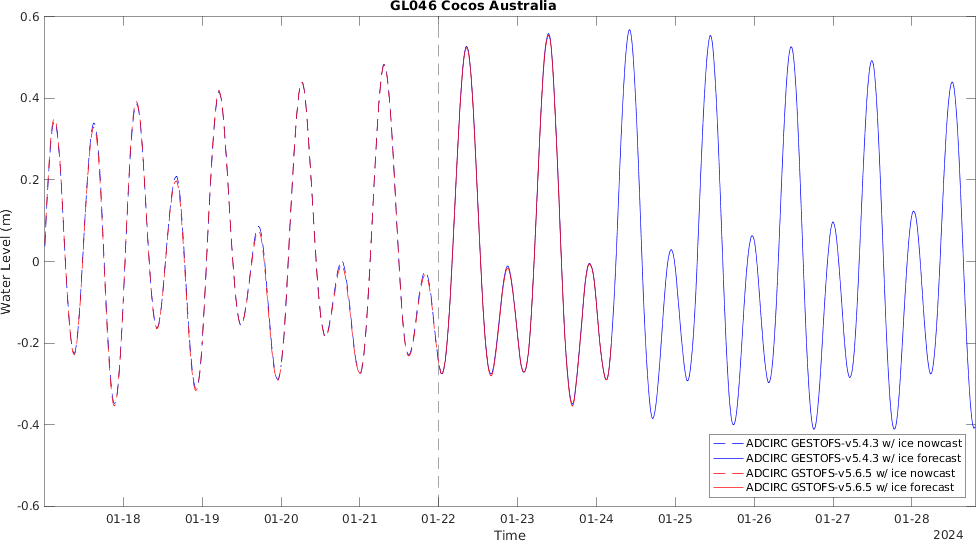 GL046 Cocos Australia
0.6
0.4
0.2
0
-0.2
-0.4
-0.6
Water Level (m)
ADCIRC GESTOFS-v5.4.3 w/ ice nowcast
ADCIRC GESTOFS-v5.4.3 w/ ice forecast
ADCIRC GSTOFS-v5.6.5 w/ ice nowcast
ADCIRC GSTOFS-v5.6.5 w/ ice forecast
01-18 01-19 01-20 01-21 01-22 01-23 01-24 01-25 01-26 01-27 01-28
Time
2024